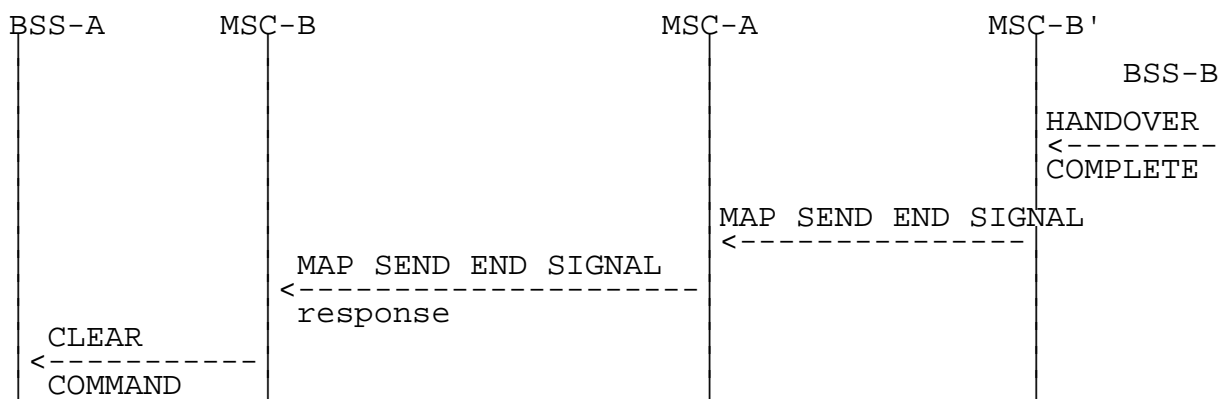 BSS-A MSC-B MSC-A MSC-B'
BSS-B
HANDOVER
COMPLETE
MAP SEND END SIGNAL
MAP SEND END SIGNAL
response
CLEAR
COMMAND